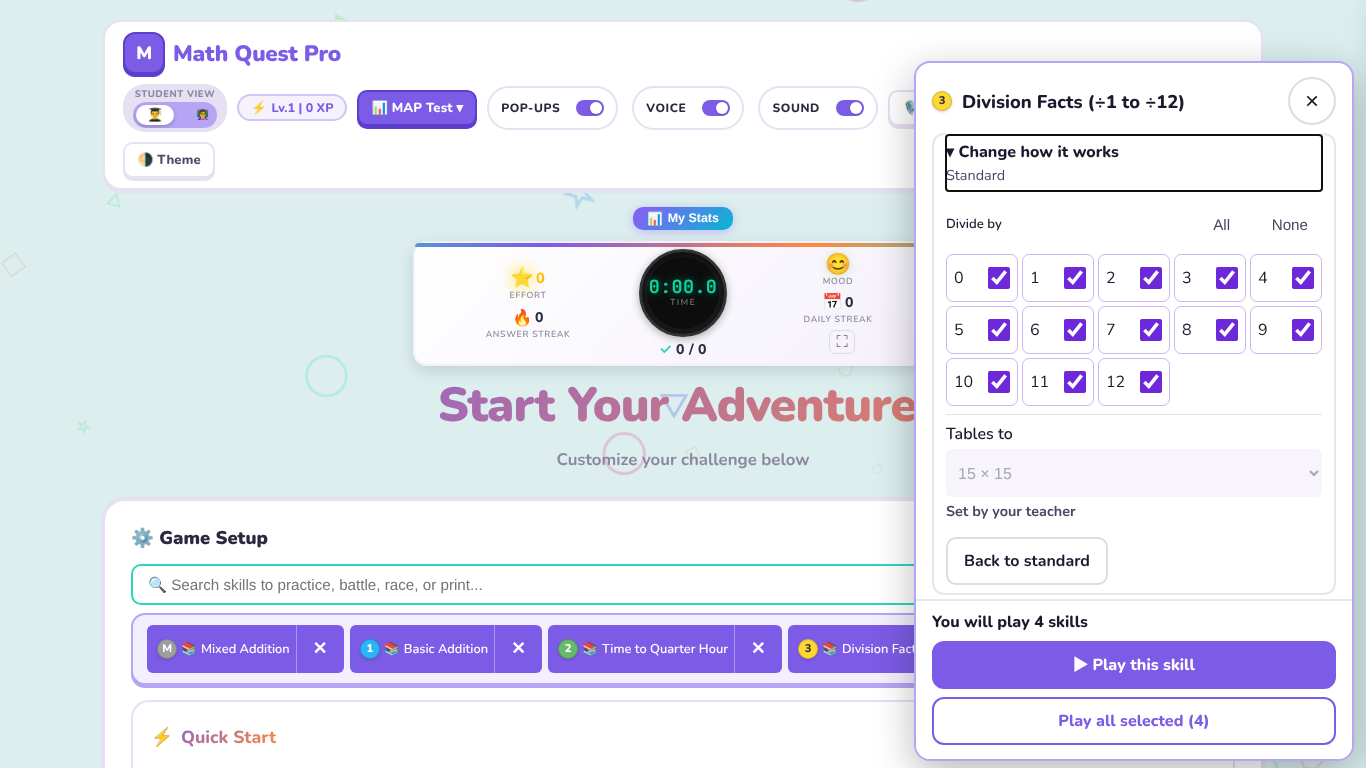 M Math Quest Pro
STUDENT VIEW
⚡ Lv.1 | 0 XP
📊 MAP Test ▾
POP-UPS
VOICE
SOUND
🌗 Theme
📊 My Stats
⭐ 0
EFFORT
🔥 0
ANSWER STREAK
0:00.0
TIME
✓ 0 / 0
😊
MOOD
📅 0
DAILY STREAK
Start Your Adventure
Customize your challenge below
⚙️ Game Setup
🔍 Search skills to practice, battle, race, or print...
M 📚 Mixed Addition ✕
1 📚 Basic Addition ✕
2 📚 Time to Quarter Hour ✕
3 📚 Division
⚡ Quick Start
3 Division Facts (÷1 to ÷12) ✕
▾ Change how it works
Standard
Divide by All None
0 1 2 3 4
5 6 7 8 9
10 11 12
Tables to
15 × 15
Set by your teacher
Back to standard
You will play 4 skills
▶ Play this skill
Play all selected (4)